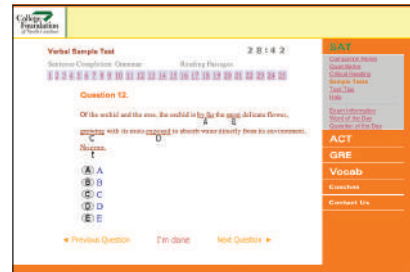 College
Foundation
of North Carolina
Verbal Sample Test
28:42
Sentence Completion Grammar Reading Passages
1 2 3 4 5 6 7 8 9 10 11 12 13 14 15 16 17 18 19 20 21 22 23 24 25
Question 12.
Of the orchid and the rose, the orchid is by far the most delicate flower,
A B
growing with its roots exposed to absorb water directly from its environment.
C D
No error.
E
A A
B B
C C
D D
E E
Previous Question I'm done Next Question
SAT
Computing News
Quantitative
Critical Reading
Sample Tests
Test Tips
Help
Exam Information
Word of the Day
Question of the Day
ACT
GRE
Vocab
Coaches
Contact Us